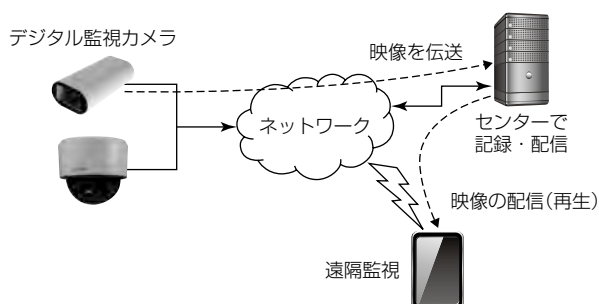 デジタル監視カメラ
映像を伝送
ネットワーク
センターで
記録・配信
映像の配信(再生)
遠隔監視